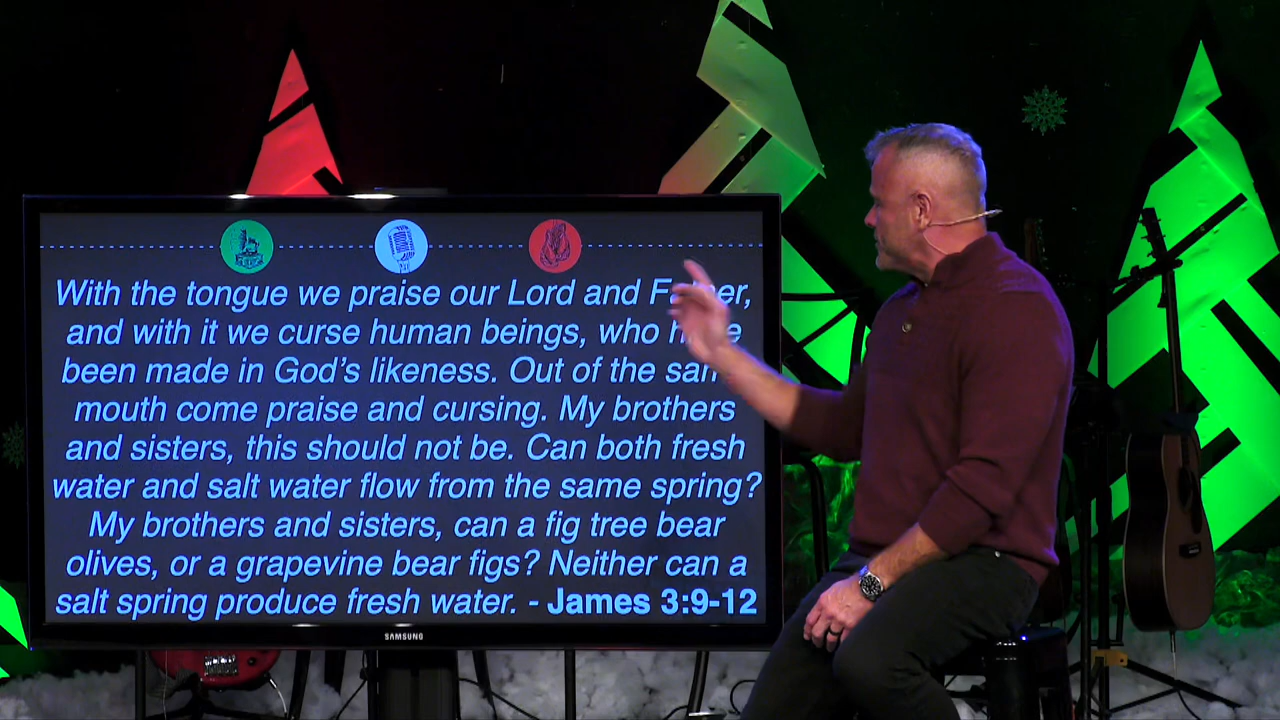 With the tongue we praise our Lord and
and with it we curse human beings, who
been made in God's likeness. Out of the
mouth come praise and cursing. My brothers
and sisters, this should not be. Can both fresh
water and salt water flow from the same spring?
My brothers and sisters, can a fig tree bear
olives, or a grapevine bear figs? Neither can a
salt spring produce fresh water. - James 3:9-12
SAMSUNG